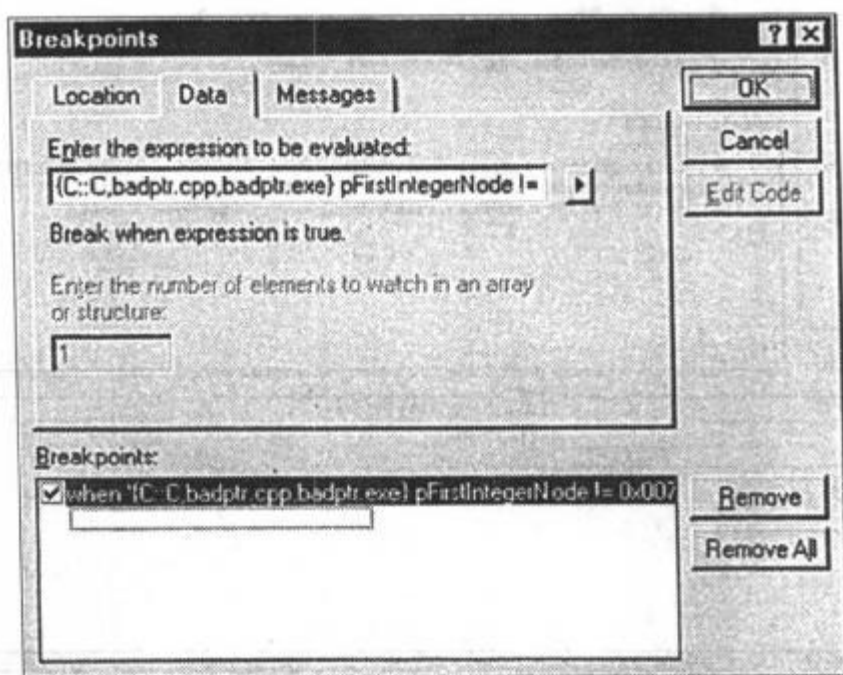 Breakpoints
Location Data Messages
OK
Enter the expression to be evaluated:
Cancel
{C::C,badptr.cpp,badptr.exe} pFirstIntegerNode !=
Edit Code
Break when expression is true.
Enter the number of elements to watch in an array
or structure:
1
Breakpoints:
when '{C::C,badptr.cpp,badptr.exe} pFirstIntegerNode != 0x007
Remove
Remove All